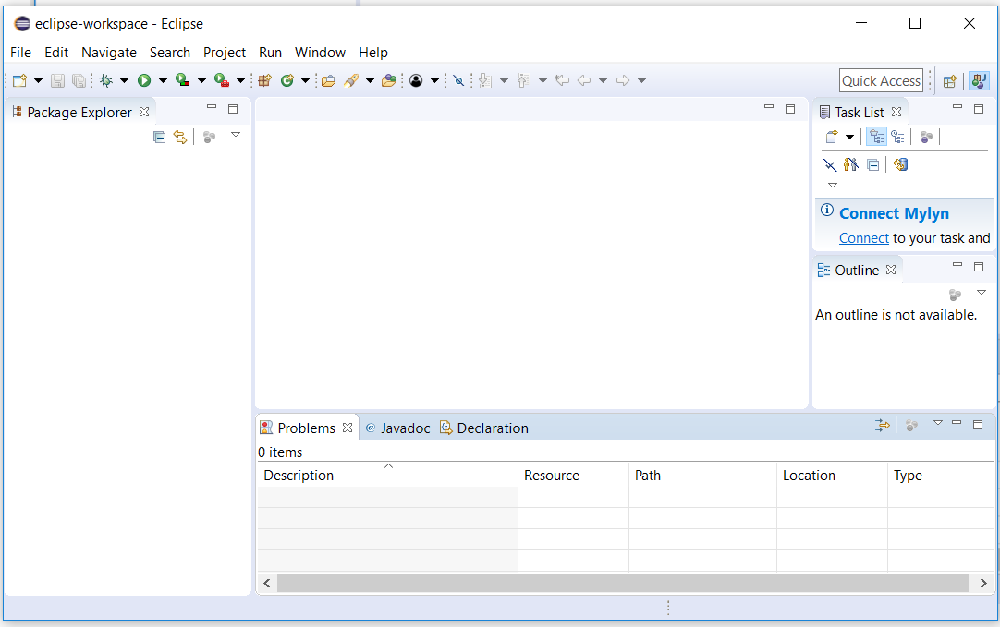 eclipse-workspace - Eclipse
File Edit Navigate Search Project Run Window Help
Quick Access
Package Explorer
Task List
Connect Mylyn
Connect to your task and
Outline
An outline is not available.
Problems @ Javadoc Declaration
0 items
Description Resource Path Location Type